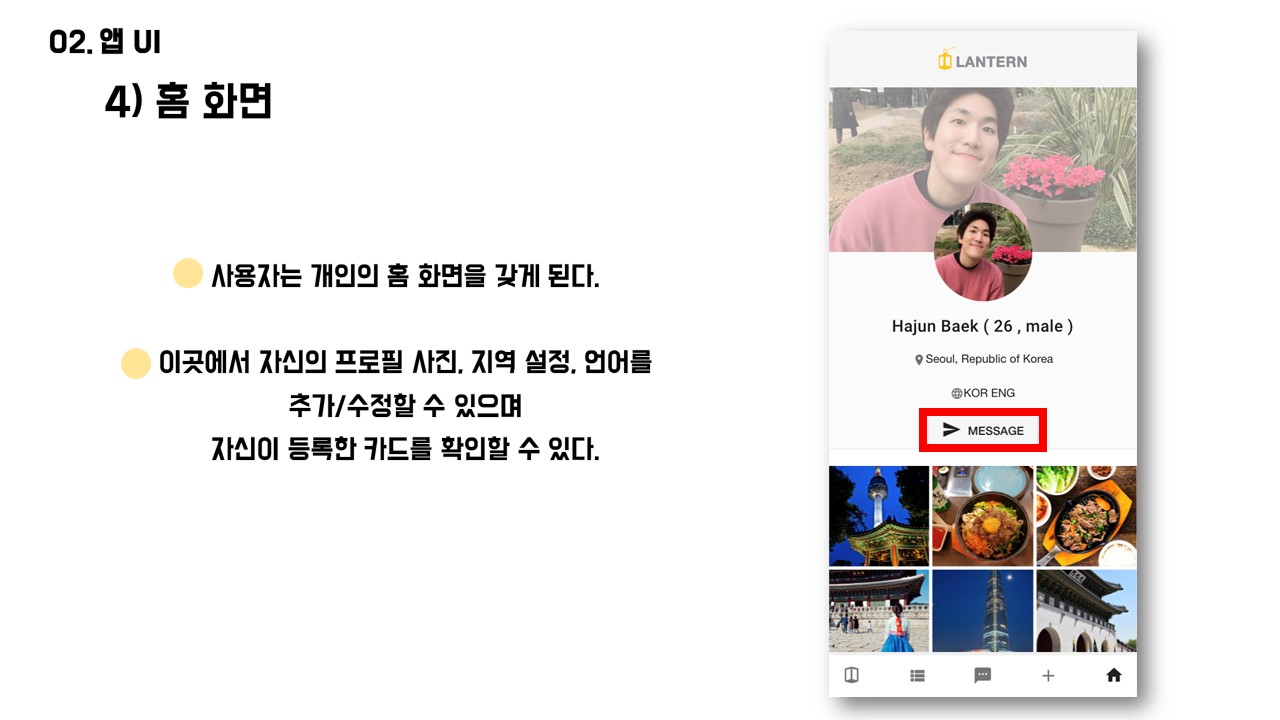 02. 앱 UI
4) 홈 화면
사용자는 개인의 홈 화면을 갖게 된다.
이곳에서 자신의 프로필 사진, 지역 설정, 언어를
추가/수정할 수 있으며
자신이 등록한 카드를 확인할 수 있다.
LANTERN
Hajun Baek ( 26 , male )
Seoul, Republic of Korea
KOR ENG
MESSAGE